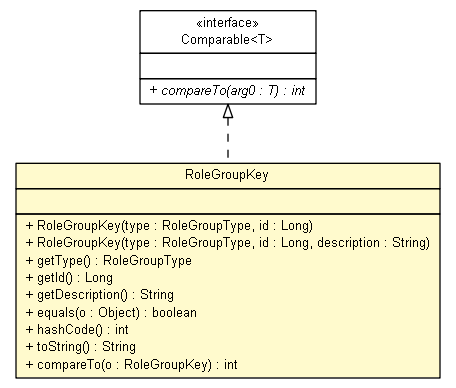 «interface»
Comparable<T>
+ compareTo(arg0 : T) : int
RoleGroupKey
+ RoleGroupKey(type : RoleGroupType, id : Long)
+ RoleGroupKey(type : RoleGroupType, id : Long, description : String)
+ getType() : RoleGroupType
+ getId() : Long
+ getDescription() : String
+ equals(o : Object) : boolean
+ hashCode() : int
+ toString() : String
+ compareTo(o : RoleGroupKey) : int